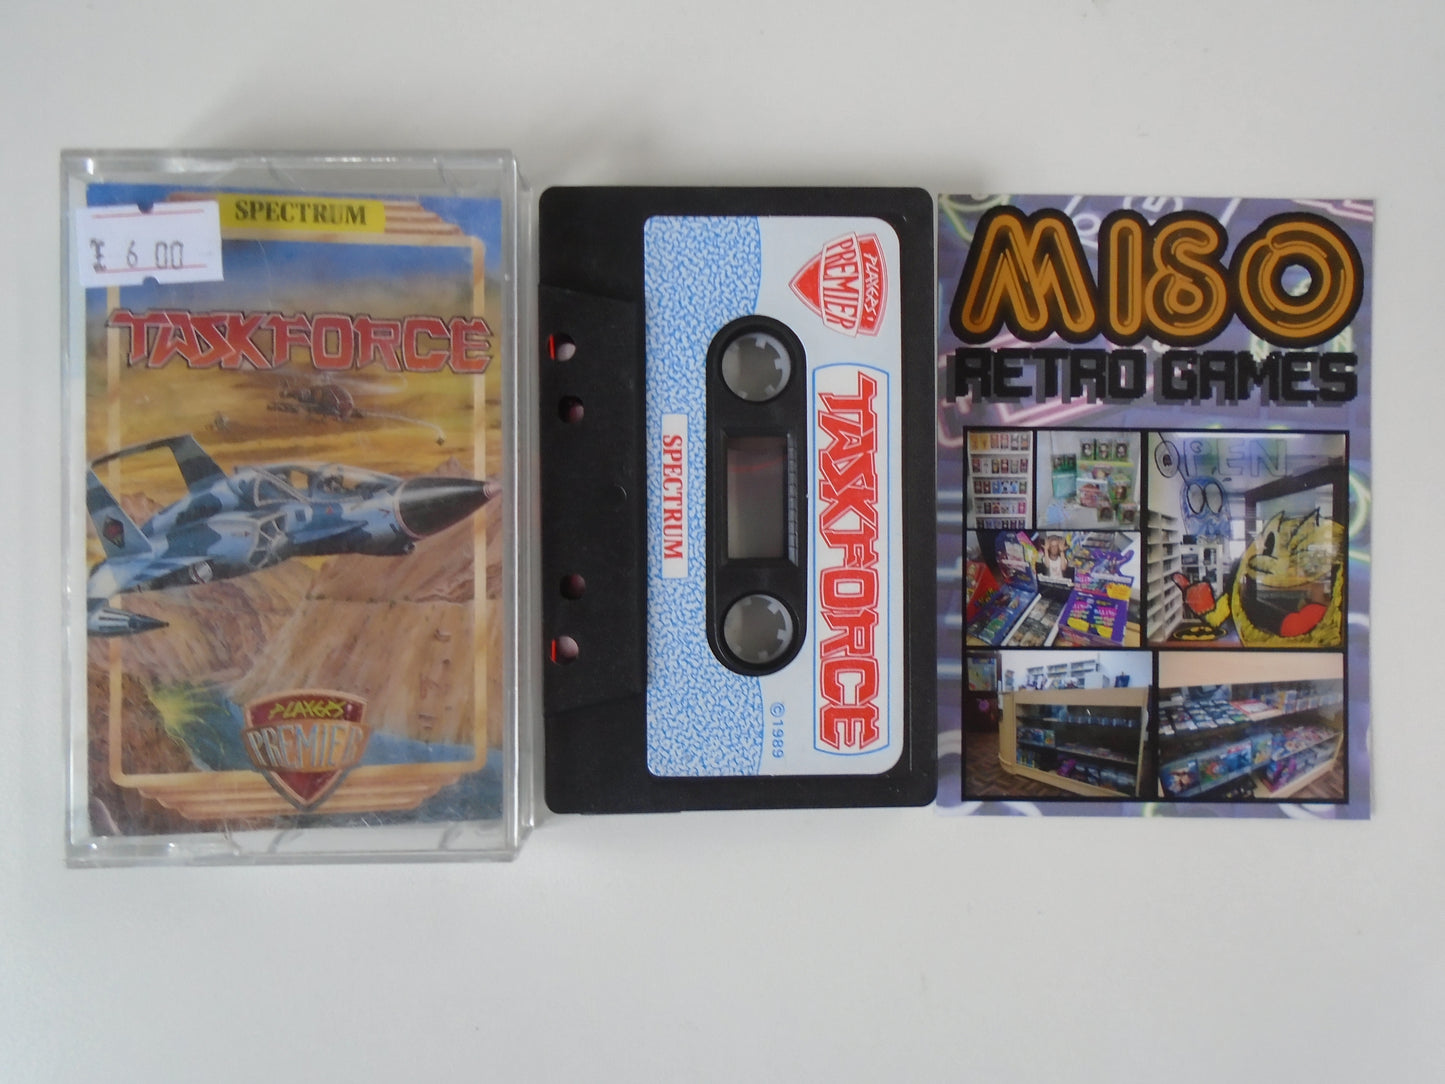 SPECTRUM
£ 6 00
TASKFORCE
PLAYERS
PREMIER
PLAYERS
PREMIER
TASKFORCE
SPECTRUM
©1989
MISO
RETRO GAMES
OPEN